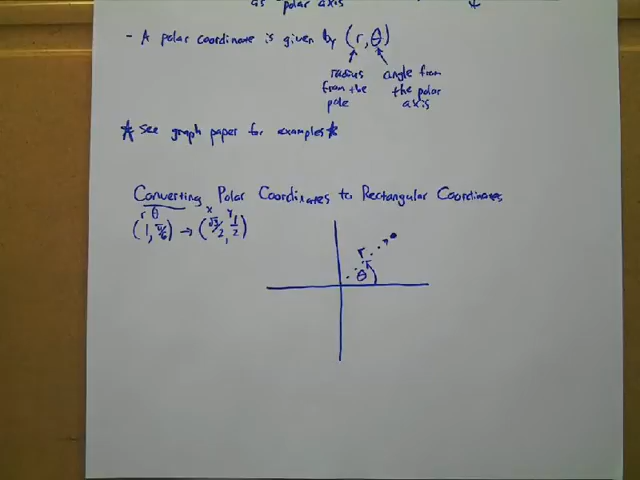 as polar axis
- A polar coordinate is given by (r, θ)
radius from the pole
angle from the polar axis
* See graph paper for examples *
Converting Polar Coordinates to Rectangular Coordinates
r θ x y
(1, π/6) → (√3/2, 1/2)
r
θ